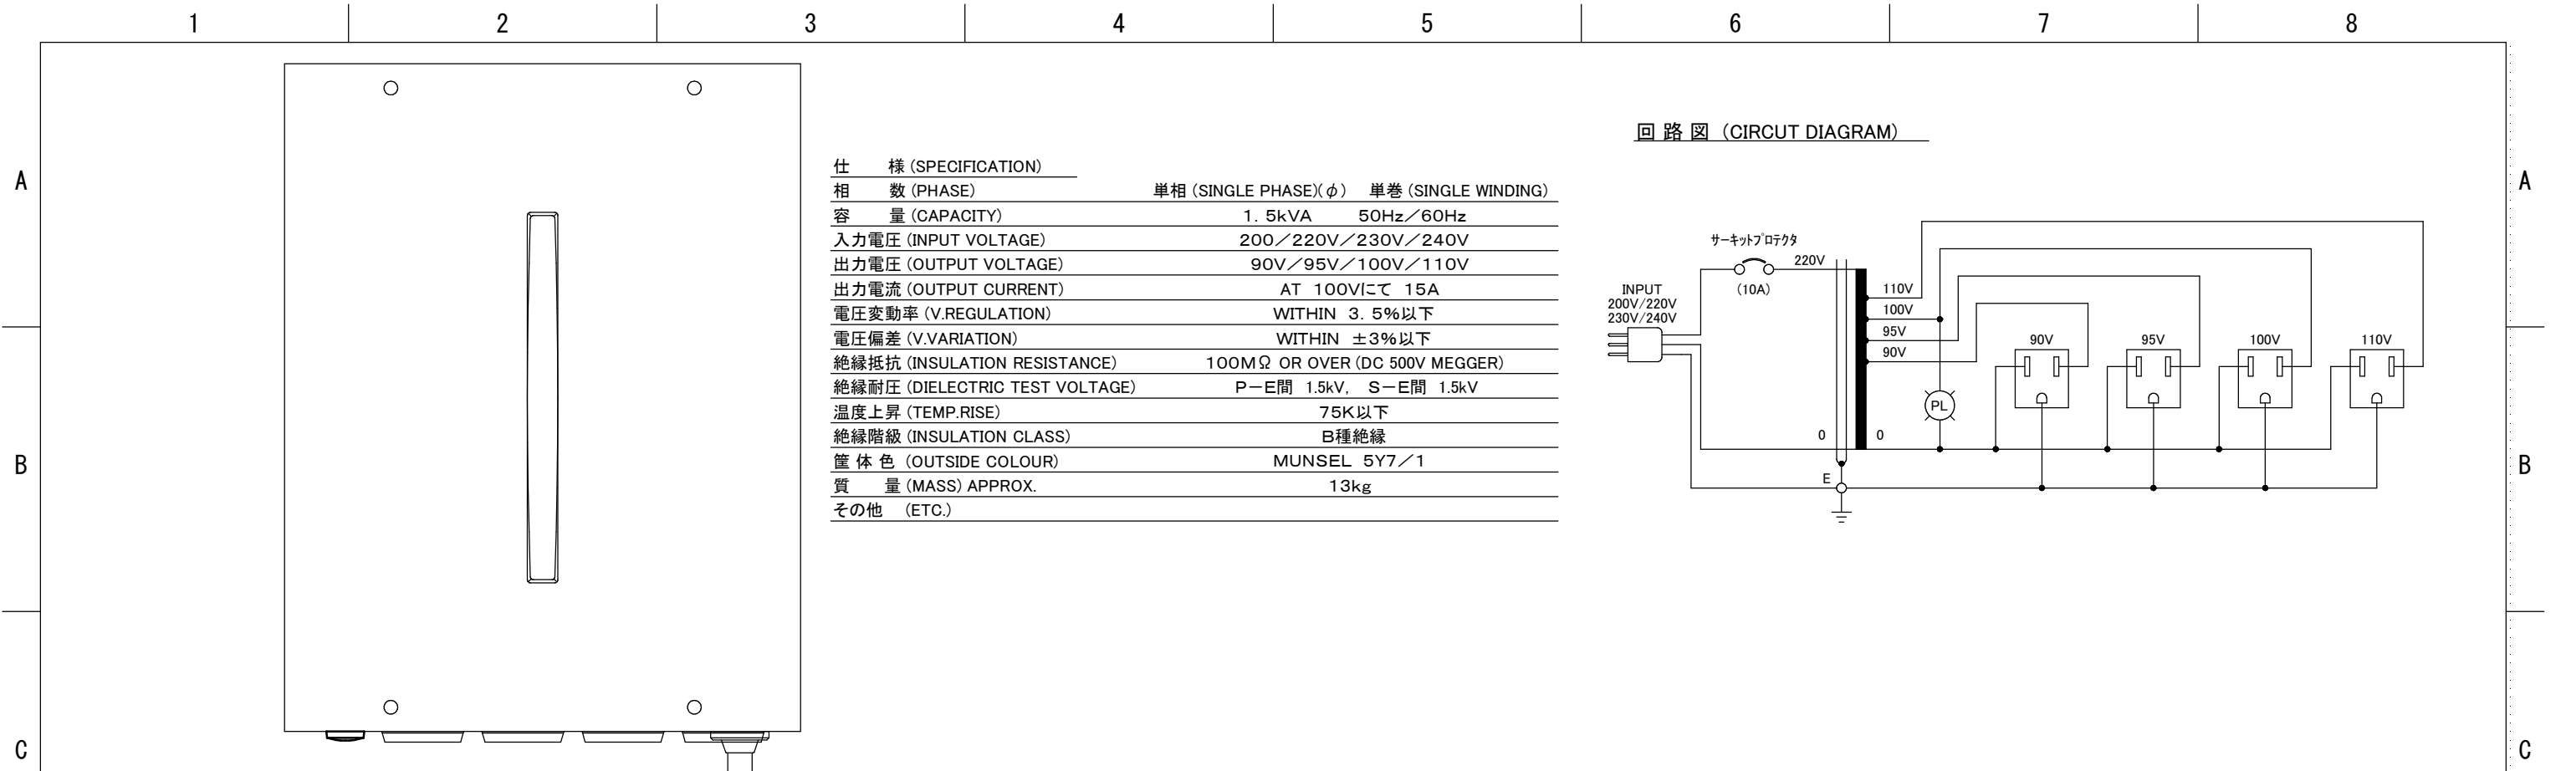 1 2 3 4 5 6 7 8
A A
B B
C C
仕 様 (SPECIFICATION)
相 数 (PHASE) 単相 (SINGLE PHASE)(φ) 単巻 (SINGLE WINDING)
容 量 (CAPACITY) 1. 5kVA 50Hz/60Hz
入力電圧 (INPUT VOLTAGE) 200/220V/230V/240V
出力電圧 (OUTPUT VOLTAGE) 90V/95V/100V/110V
出力電流 (OUTPUT CURRENT) AT 100Vにて 15A
電圧変動率 (V.REGULATION) WITHIN 3. 5%以下
電圧偏差 (V.VARIATION) WITHIN ±3%以下
絶縁抵抗 (INSULATION RESISTANCE) 100MΩ OR OVER (DC 500V MEGGER)
絶縁耐圧 (DIELECTRIC TEST VOLTAGE) P-E間 1.5kV, S-E間 1.5kV
温度上昇 (TEMP.RISE) 75K以下
絶縁階級 (INSULATION CLASS) B種絶縁
筐 体 色 (OUTSIDE COLOUR) MUNSEL 5Y7/1
質 量 (MASS) APPROX. 13kg
その他 (ETC.)
回 路 図 (CIRCUT DIAGRAM)
サーキットプロテクタ
(10A)
220V
INPUT
200V/220V
230V/240V
110V
100V
95V
90V
90V 95V 100V 110V
PL
0 0
E